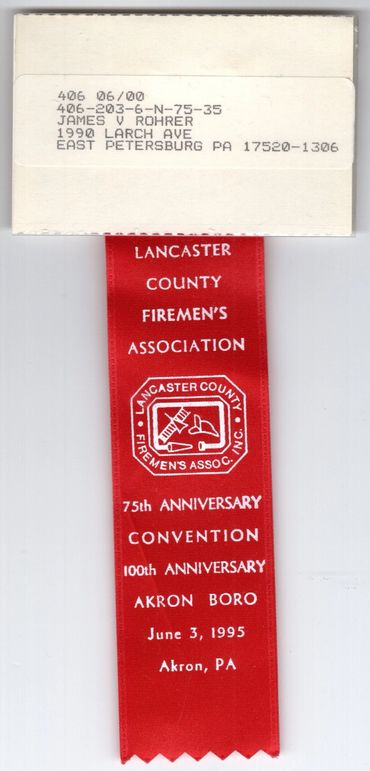 406 06/00
406-203-6-N-75-35
JAMES V ROHRER
1990 LARCH AVE
EAST PETERSBURG PA 17520-1306
LANCASTER
COUNTY
FIREMEN'S
ASSOCIATION
LANCASTER COUNTY
FIREMEN'S ASSOC. INC.
75th ANNIVERSARY
CONVENTION
100th ANNIVERSARY
AKRON BORO
June 3, 1995
Akron, PA